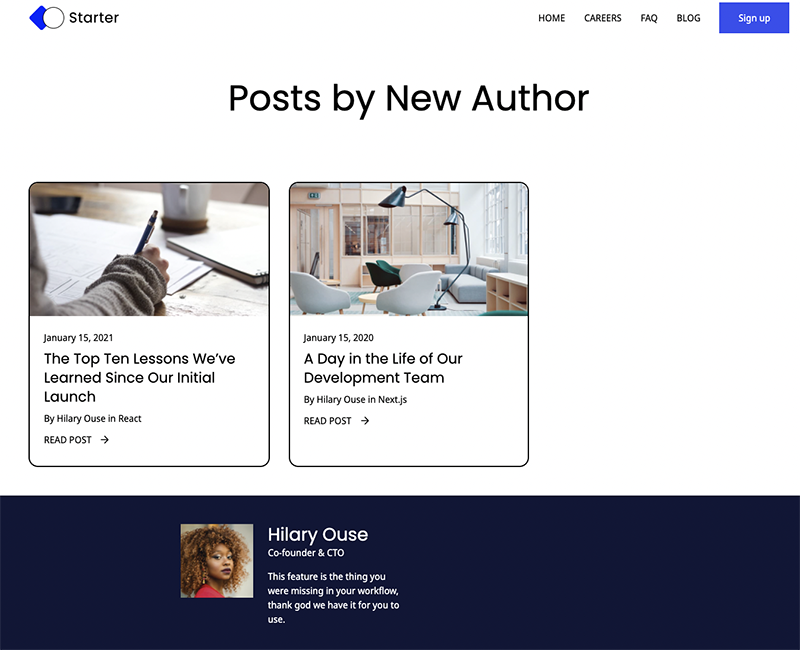 Starter
HOME CAREERS FAQ BLOG Sign up
Posts by New Author
January 15, 2021
The Top Ten Lessons We’ve
Learned Since Our Initial
Launch
By Hilary Ouse in React
READ POST →
January 15, 2020
A Day in the Life of Our
Development Team
By Hilary Ouse in Next.js
READ POST →
Hilary Ouse
Co-founder & CTO
This feature is the thing you
were missing in your workflow,
thank god we have it for you to
use.